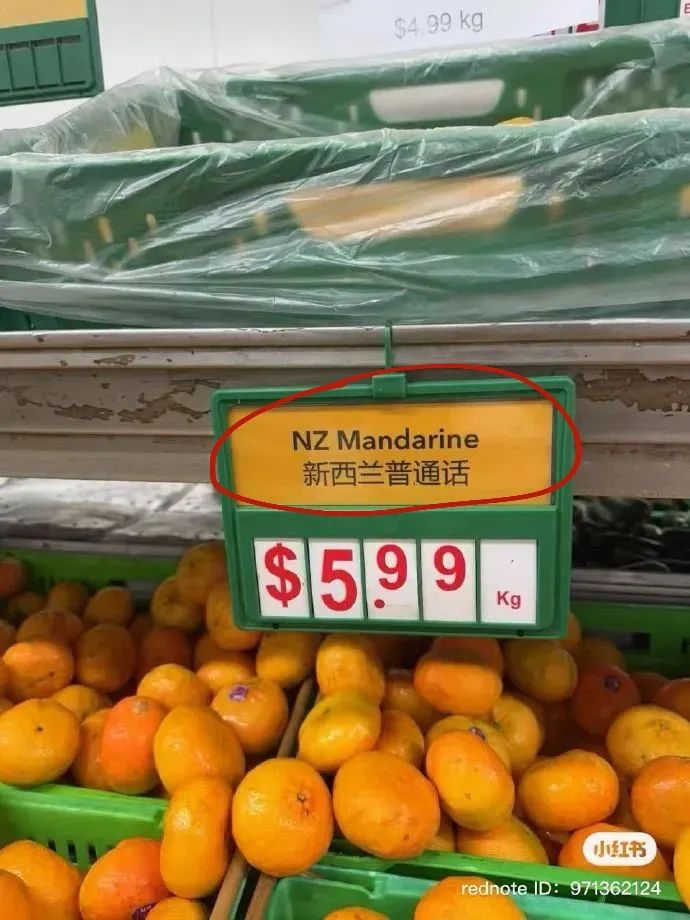 $4.99 kg
NZ Mandarine
新西兰普通话
$5.99 Kg
小红书
rednote ID: 971362124